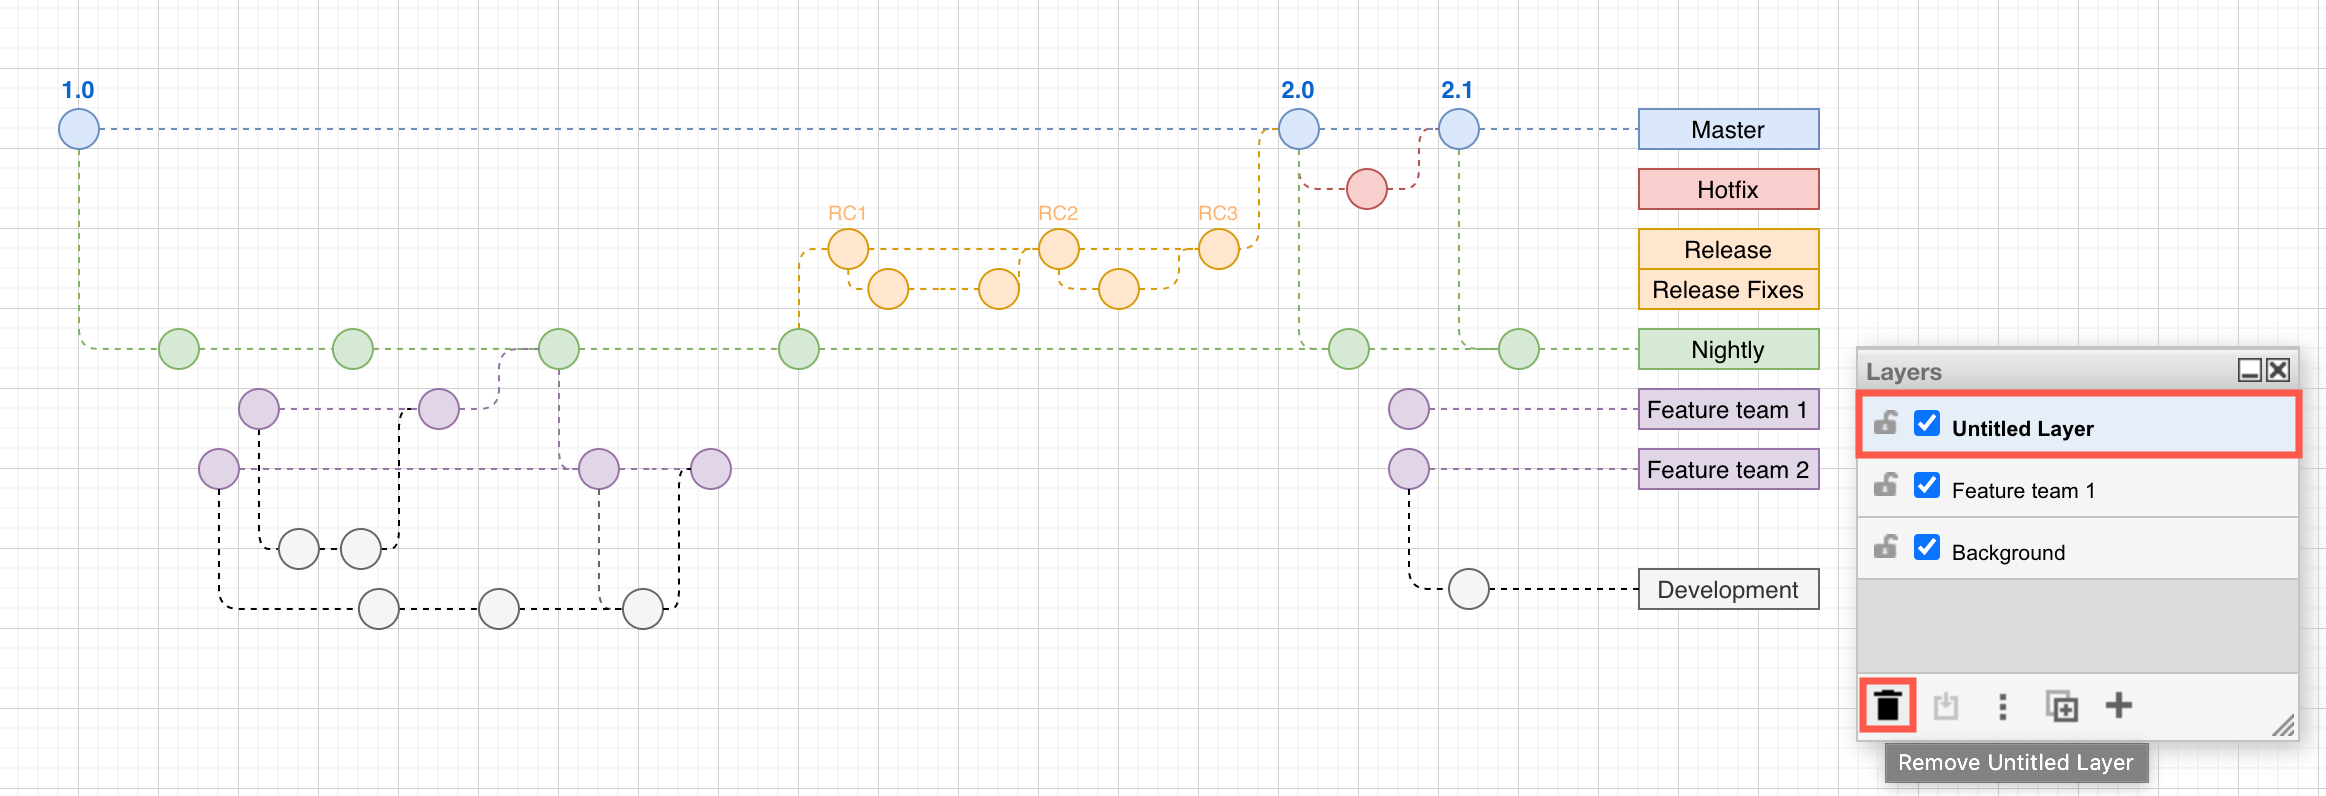 1.0
2.0
2.1
Master
Hotfix
RC1
RC2
RC3
Release
Release Fixes
Nightly
Feature team 1
Feature team 2
Development
Layers
Untitled Layer
Feature team 1
Background
Remove Untitled Layer